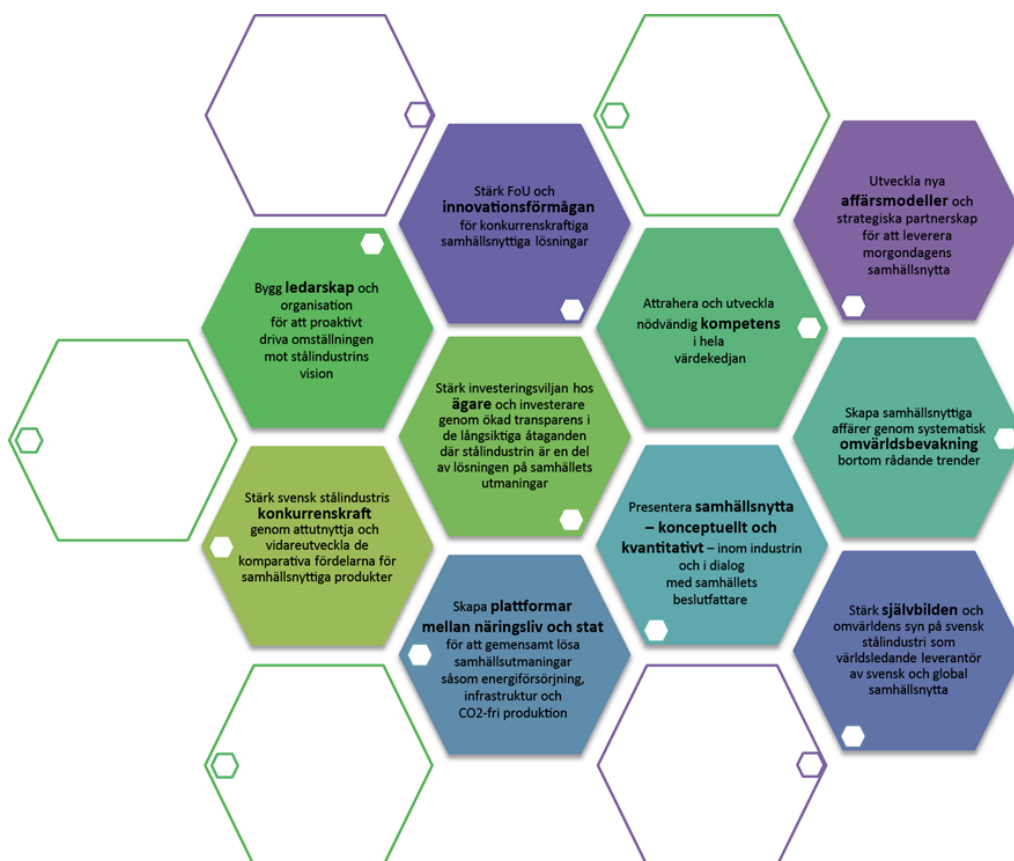 Stärk FoU och
innovationsförmågan
för konkurrenskraftiga
samhällsnyttiga lösningar
Utveckla nya
affärsmodeller och
strategiska partnerskap
för att leverera
morgondagens
samhällsnytta
Bygg ledarskap och
organisation
för att proaktivt
driva omställningen
mot stålindustrins
vision
Attrahera och utveckla
nödvändig kompetens
i hela
värdekedjan
Stärk investeringsviljan hos
ägare och investerare
genom ökad transparens i
de långsiktiga åtaganden
där stålindustrin är en del
av lösningen på samhällets
utmaningar
Skapa samhällsnyttiga
affärer genom systematisk
omvärldsbevakning
bortom rådande trender
Stärk svensk stålindustris
konkurrenskraft
genom attutnyttja och
vidareutveckla de
komparativa fördelarna för
samhällsnyttiga produkter
Presentera samhällsnytta
– konceptuellt och
kvantitativt – inom industrin
och i dialog
med samhällets
beslutfattare
Skapa plattformar
mellan näringsliv och stat
för att gemensamt lösa
samhällsutmaningar
såsom energiförsörjning,
infrastruktur och
CO2-fri produktion
Stärk självbilden och
omvärldens syn på svensk
stålindustri som
världsledande leverantör
av svensk och global
samhällsnytta